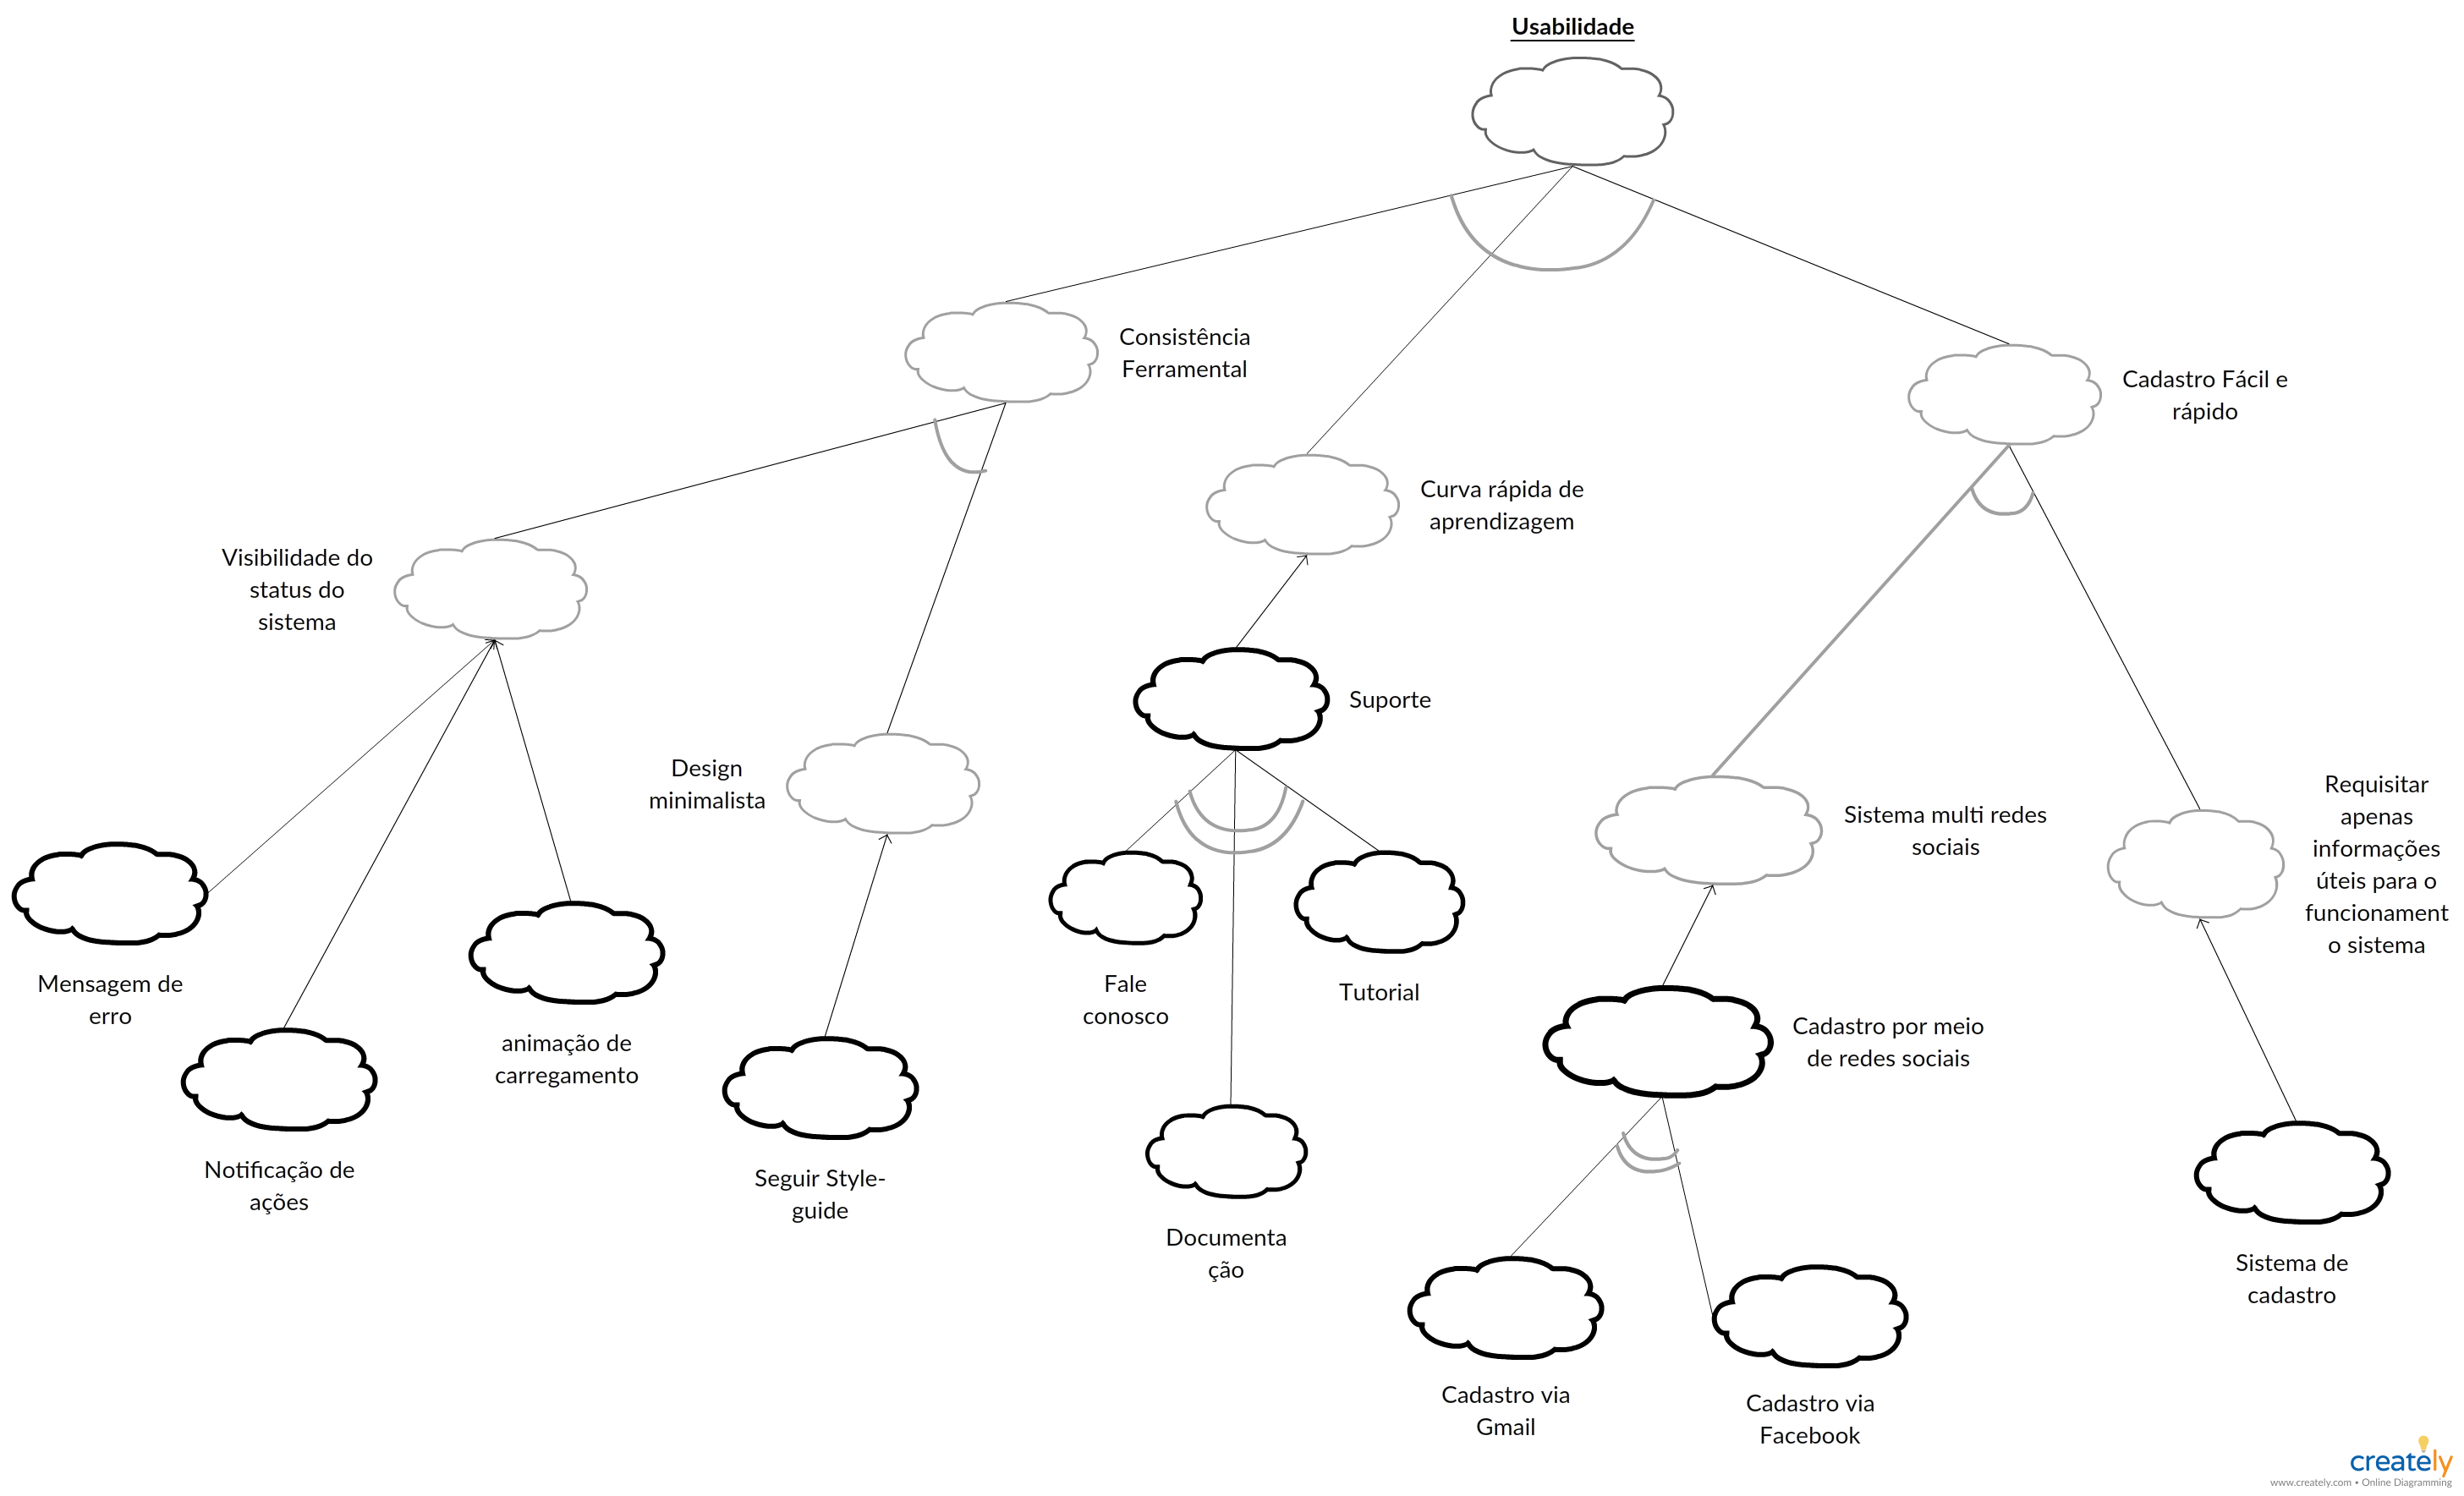 Usabilidade
Consistência
Ferramental
Cadastro Fácil e
rápido
Curva rápida de
aprendizagem
Visibilidade do
status do
sistema
Suporte
Design
minimalista
Sistema multi redes
sociais
Requisitar
apenas
informações
úteis para o
funcionament
o sistema
Mensagem de
erro
Fale
conosco
Tutorial
Cadastro por meio
de redes sociais
animação de
carregamento
Notificação de
ações
Seguir Style-
guide
Documenta
ção
Sistema de
cadastro
Cadastro via
Gmail
Cadastro via
Facebook
creately
www.creately.com • Online Diagramming